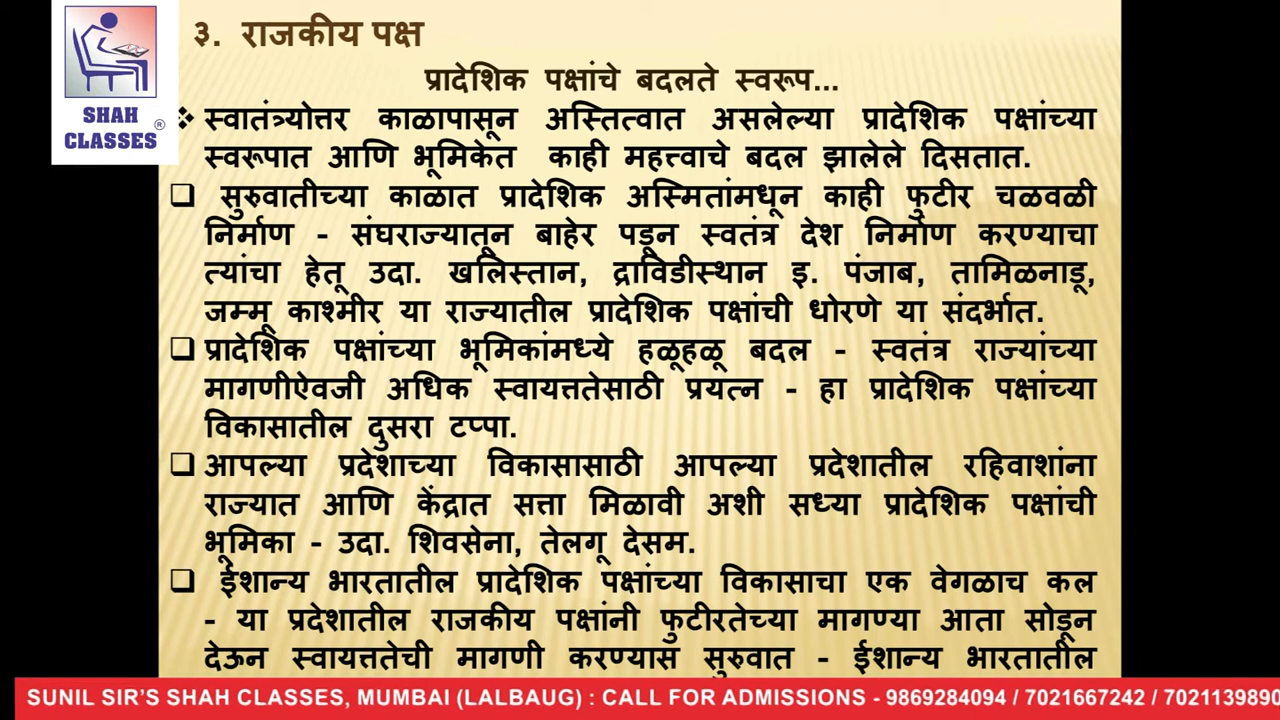 SHAH
CLASSES ®
३. राजकीय पक्ष
प्रादेशिक पक्षांचे बदलते स्वरूप...
❖ स्वातंत्र्योत्तर काळापासून अस्तित्वात असलेल्या प्रादेशिक पक्षांच्या
स्वरूपात आणि भूमिकेत काही महत्त्वाचे बदल झालेले दिसतात.
❑ सुरुवातीच्या काळात प्रादेशिक अस्मितांमधून काही फुटीर चळवळी
निर्माण - संघराज्यातून बाहेर पडून स्वतंत्र देश निर्माण करण्याचा
त्यांचा हेतू उदा. खलिस्तान, द्राविडीस्थान इ. पंजाब, तामिळनाडू,
जम्मू काश्मीर या राज्यातील प्रादेशिक पक्षांची धोरणे या संदर्भात.
❑ प्रादेशिक पक्षांच्या भूमिकांमध्ये हळूहळू बदल - स्वतंत्र राज्यांच्या
मागणीऐवजी अधिक स्वायत्ततेसाठी प्रयत्न - हा प्रादेशिक पक्षांच्या
विकासातील दुसरा टप्पा.
❑ आपल्या प्रदेशाच्या विकासासाठी आपल्या प्रदेशातील रहिवाशांना
राज्यात आणि केंद्रात सत्ता मिळावी अशी सध्या प्रादेशिक पक्षांची
भूमिका - उदा. शिवसेना, तेलगू देसम.
❑ ईशान्य भारतातील प्रादेशिक पक्षांच्या विकासाचा एक वेगळाच कल
- या प्रदेशातील राजकीय पक्षांनी फुटीरतेच्या मागण्या आता सोडून
देऊन स्वायत्ततेची मागणी करण्यास सुरुवात - ईशान्य भारतातील
SUNIL SIR'S SHAH CLASSES, MUMBAI (LALBAUG) : CALL FOR ADMISSIONS - 9869284094 / 7021667242 / 7021139890